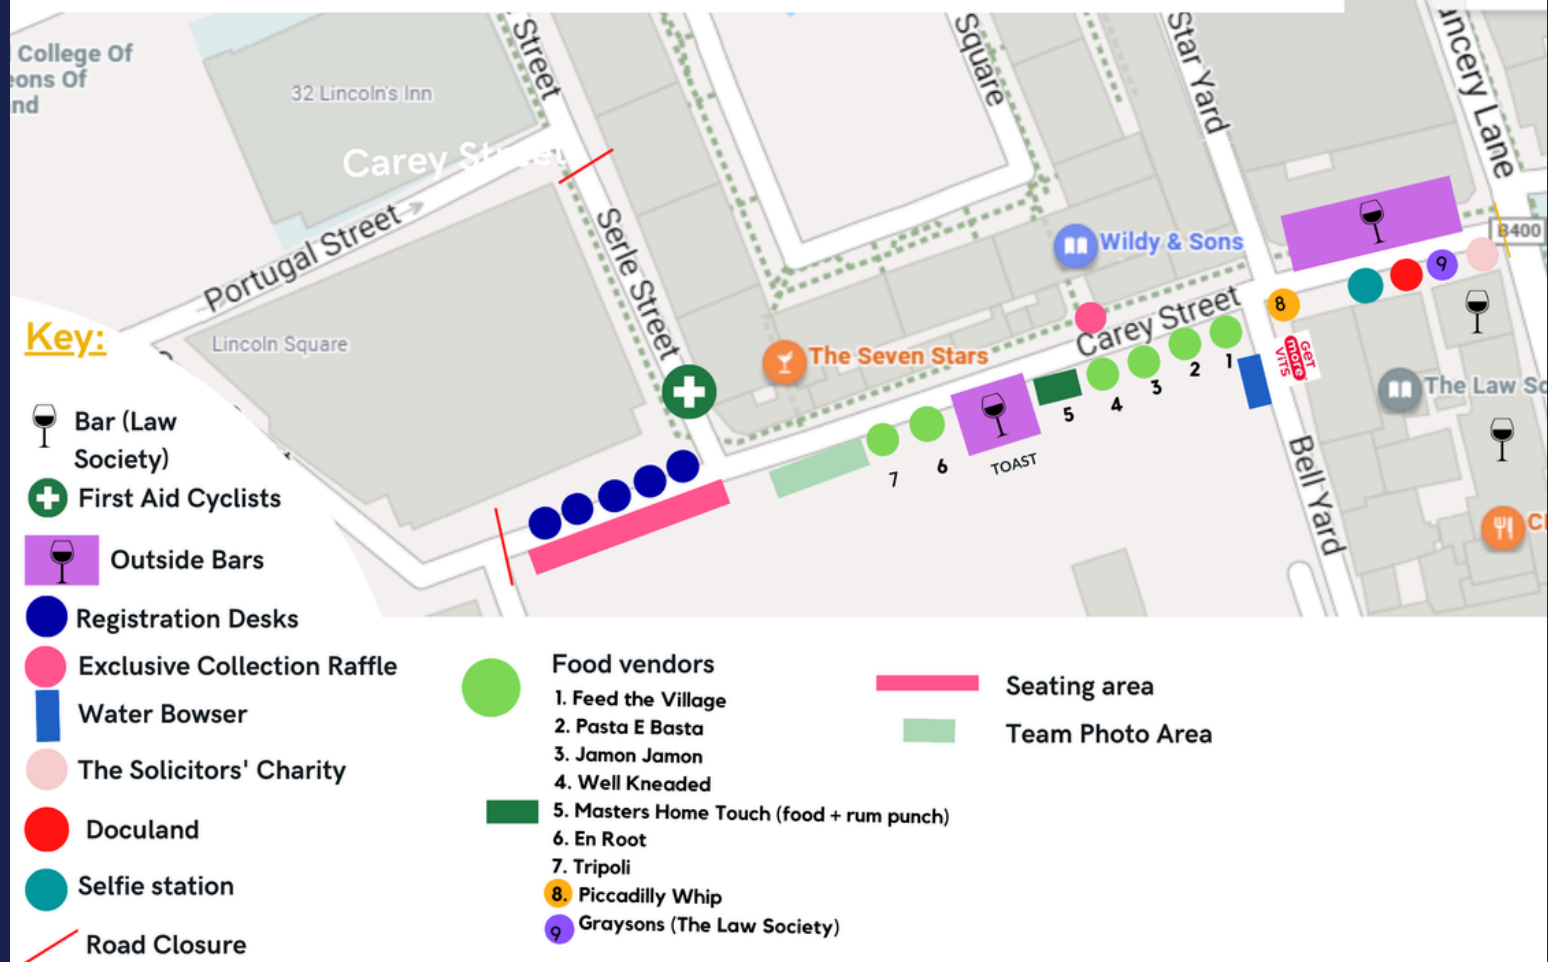 College Of
eons Of
nd
32 Lincoln's Inn
Carey Street
Street
Square
Star Yard
ancery Lane
Portugal Street
Serle Street
Lincoln Square
Wildy & Sons
B400
9
8
The Seven Stars
Carey Street
GET
more
VITS
1
2
3
4
5
6
7
TOAST
The Law So
Bell Yard
Key:
Bar (Law
Society)
First Aid Cyclists
Outside Bars
Registration Desks
Exclusive Collection Raffle
Water Bowser
The Solicitors' Charity
Doculand
Selfie station
Road Closure
Food vendors
1. Feed the Village
2. Pasta E Basta
3. Jamon Jamon
4. Well Kneaded
5. Masters Home Touch (food + rum punch)
6. En Root
7. Tripoli
8. Piccadilly Whip
9 Graysons (The Law Society)
Seating area
Team Photo Area